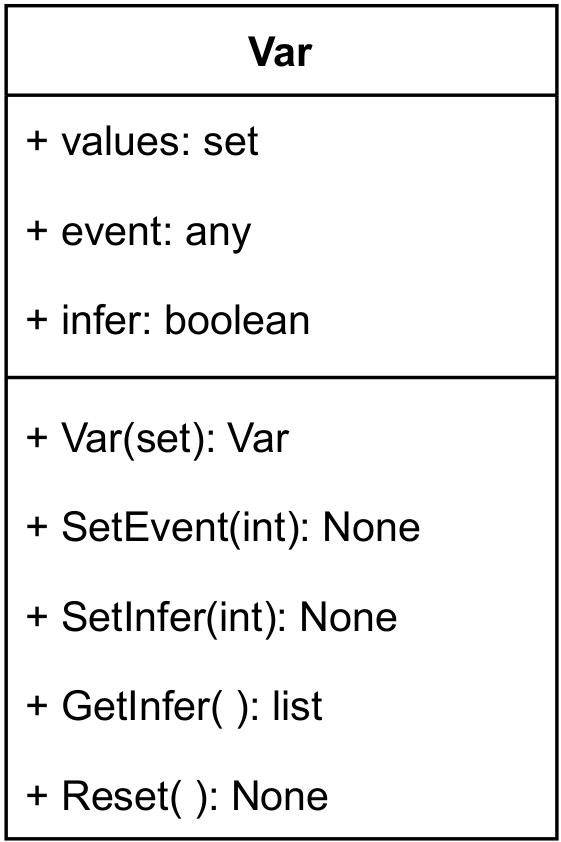 Var
+ values: set
+ event: any
+ infer: boolean
+ Var(set): Var
+ SetEvent(int): None
+ SetInfer(int): None
+ GetInfer( ): list
+ Reset( ): None